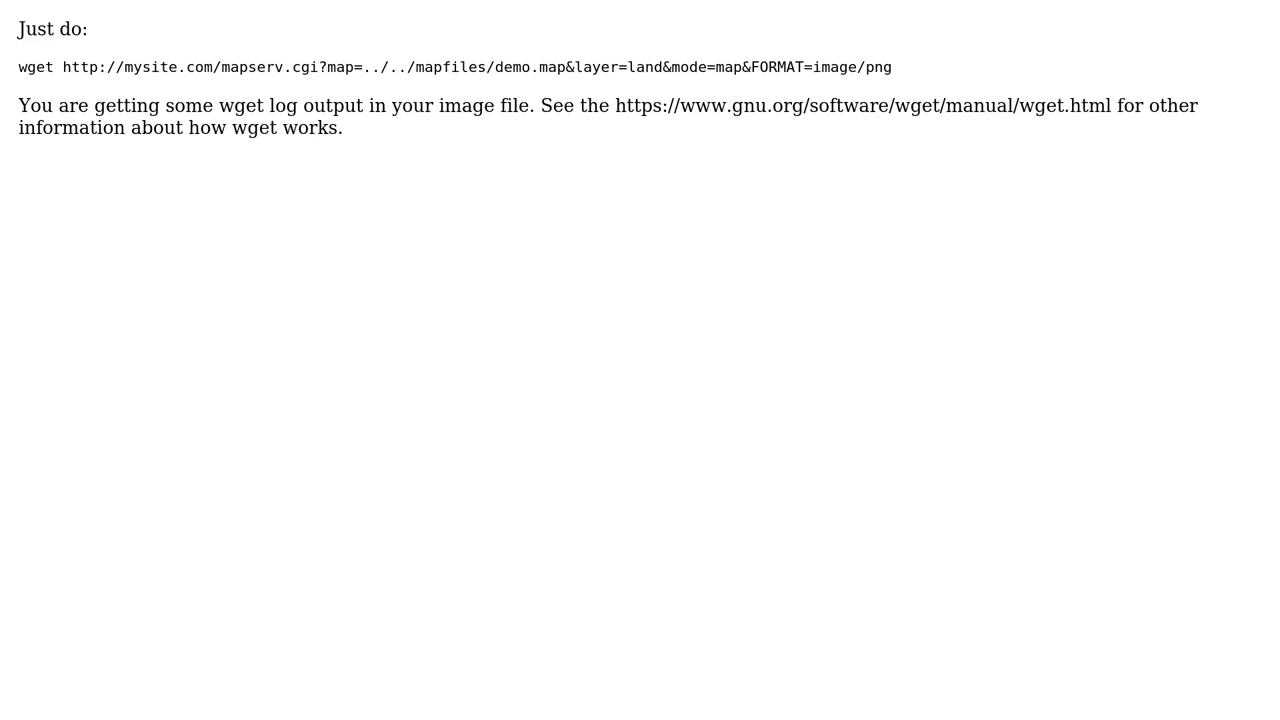 Just do:
wget http://mysite.com/mapserv.cgi?map=../../mapfiles/demo.map&layer=land&mode=map&FORMAT=image/png
You are getting some wget log output in your image file. See the https://www.gnu.org/software/wget/manual/wget.html for other
information about how wget works.